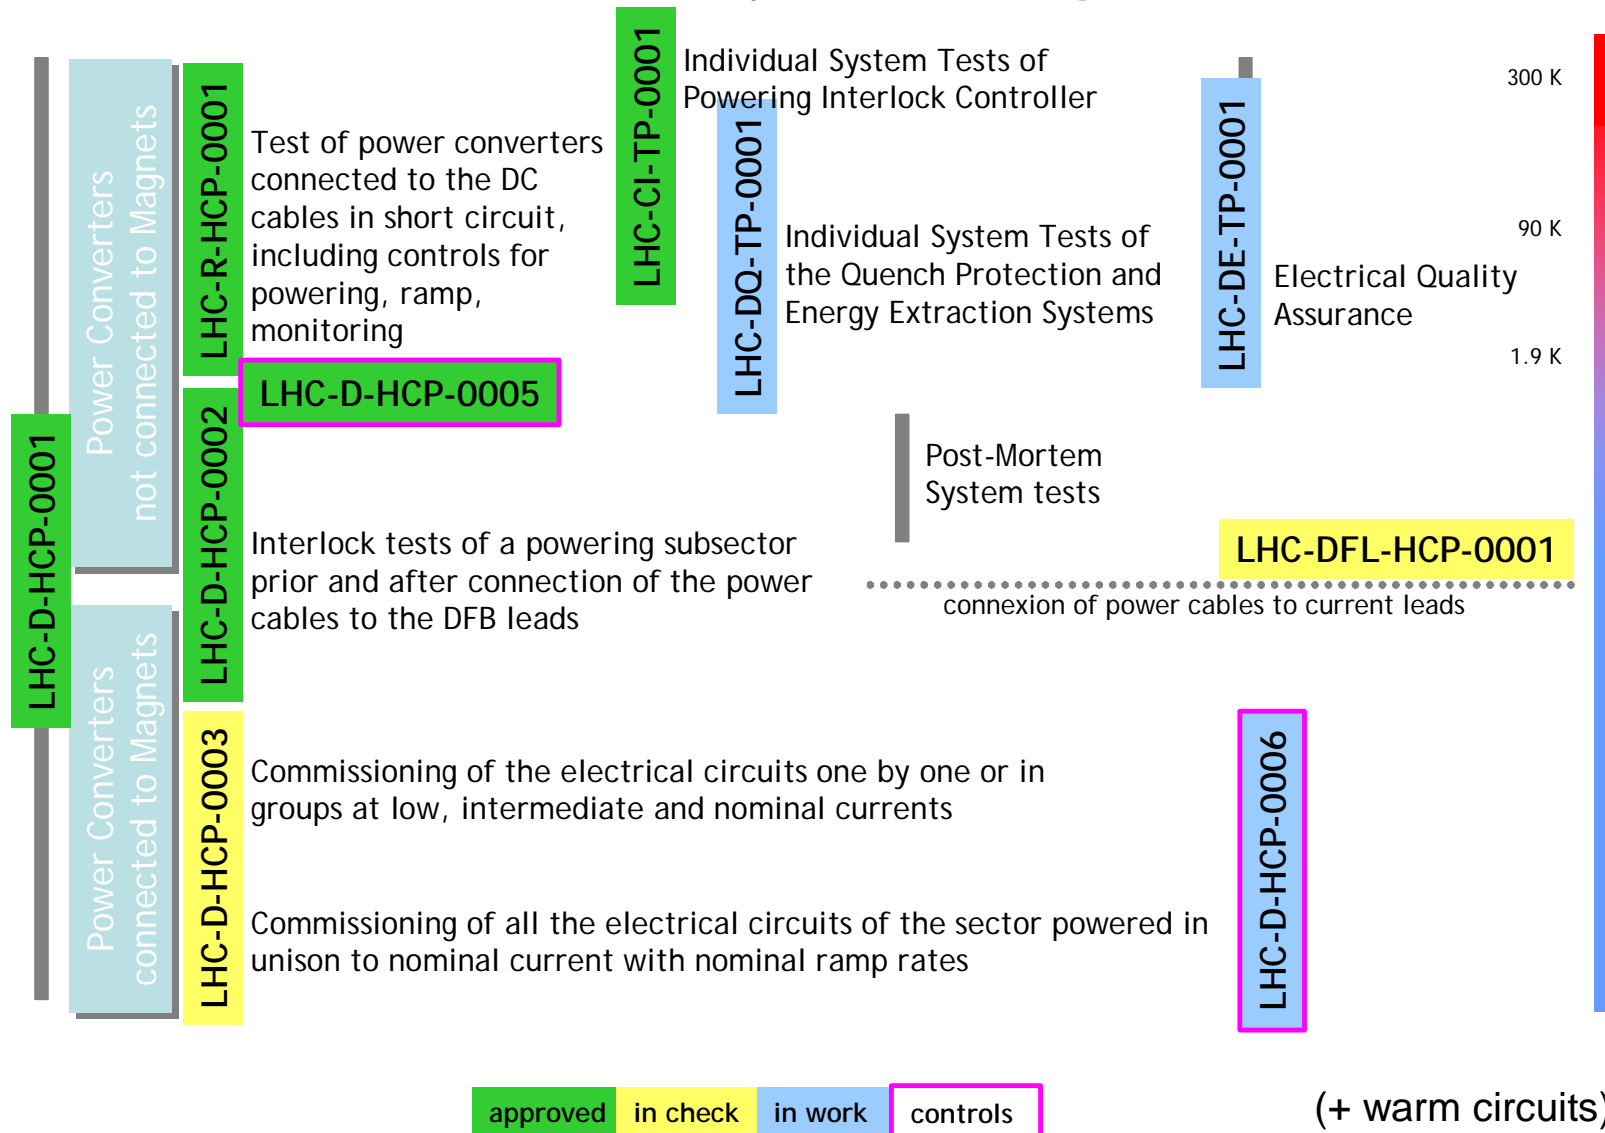 LHC-D-HCP-0001
Power Converters
not connected to Magnets
LHC-R-HCP-0001
Test of power converters
connected to the DC
cables in short circuit,
including controls for
powering, ramp,
monitoring
LHC-CI-TP-0001
Individual System Tests of
Powering Interlock Controller
LHC-DQ-TP-0001
Individual System Tests of
the Quench Protection and
Energy Extraction Systems
LHC-DE-TP-0001
Electrical Quality
Assurance
300 K
90 K
1.9 K
LHC-D-HCP-0005
LHC-D-HCP-0002
Post-Mortem
System tests
Interlock tests of a powering subsector
prior and after connection of the power
cables to the DFB leads
LHC-DFL-HCP-0001
connexion of power cables to current leads
Power Converters
connected to Magnets
LHC-D-HCP-0003
Commissioning of the electrical circuits one by one or in
groups at low, intermediate and nominal currents
Commissioning of all the electrical circuits of the sector powered in
unison to nominal current with nominal ramp rates
LHC-D-HCP-0006
approved
in check
in work
controls
(+ warm circuits)